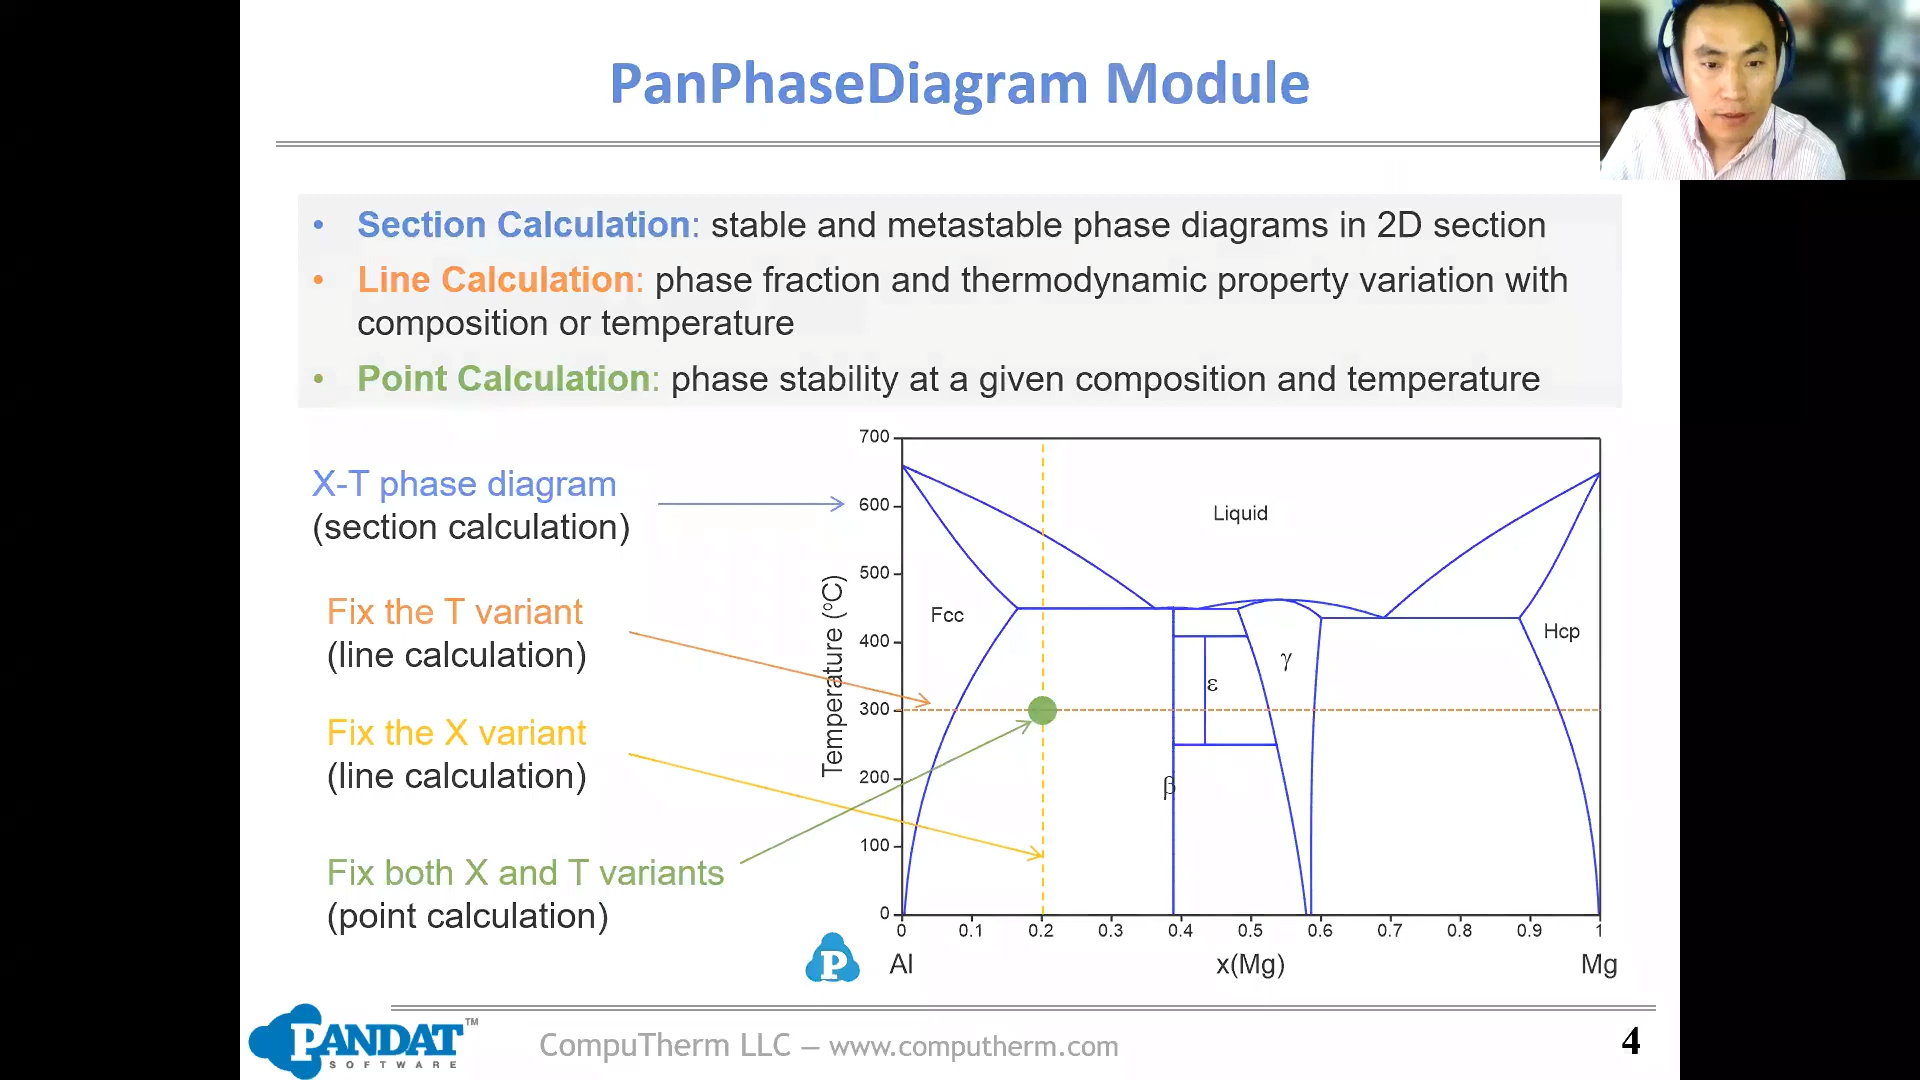 PanPhaseDiagram Module
• Section Calculation: stable and metastable phase diagrams in 2D section
• Line Calculation: phase fraction and thermodynamic property variation with
composition or temperature
• Point Calculation: phase stability at a given composition and temperature
X-T phase diagram
(section calculation)
Fix the T variant
(line calculation)
Fix the X variant
(line calculation)
Fix both X and T variants
(point calculation)
Temperature (°C)
700
600
500
400
300
200
100
0
Liquid
Fcc
Hcp
γ
ε
β
0 0.1 0.2 0.3 0.4 0.5 0.6 0.7 0.8 0.9 1
Al x(Mg) Mg
P
PANDAT™
SOFTWARE
CompuTherm LLC – www.computherm.com
4